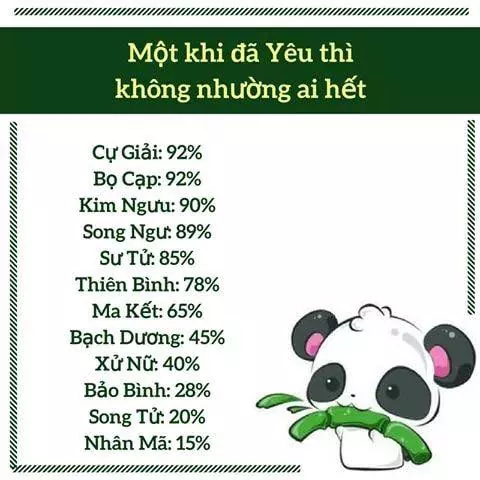 Một khi đã Yêu thì
không nhường ai hết
Cự Giải: 92%
Bọ Cạp: 92%
Kim Ngưu: 90%
Song Ngư: 89%
Sư Tử: 85%
Thiên Bình: 78%
Ma Kết: 65%
Bạch Dương: 45%
Xử Nữ: 40%
Bảo Bình: 28%
Song Tử: 20%
Nhân Mã: 15%